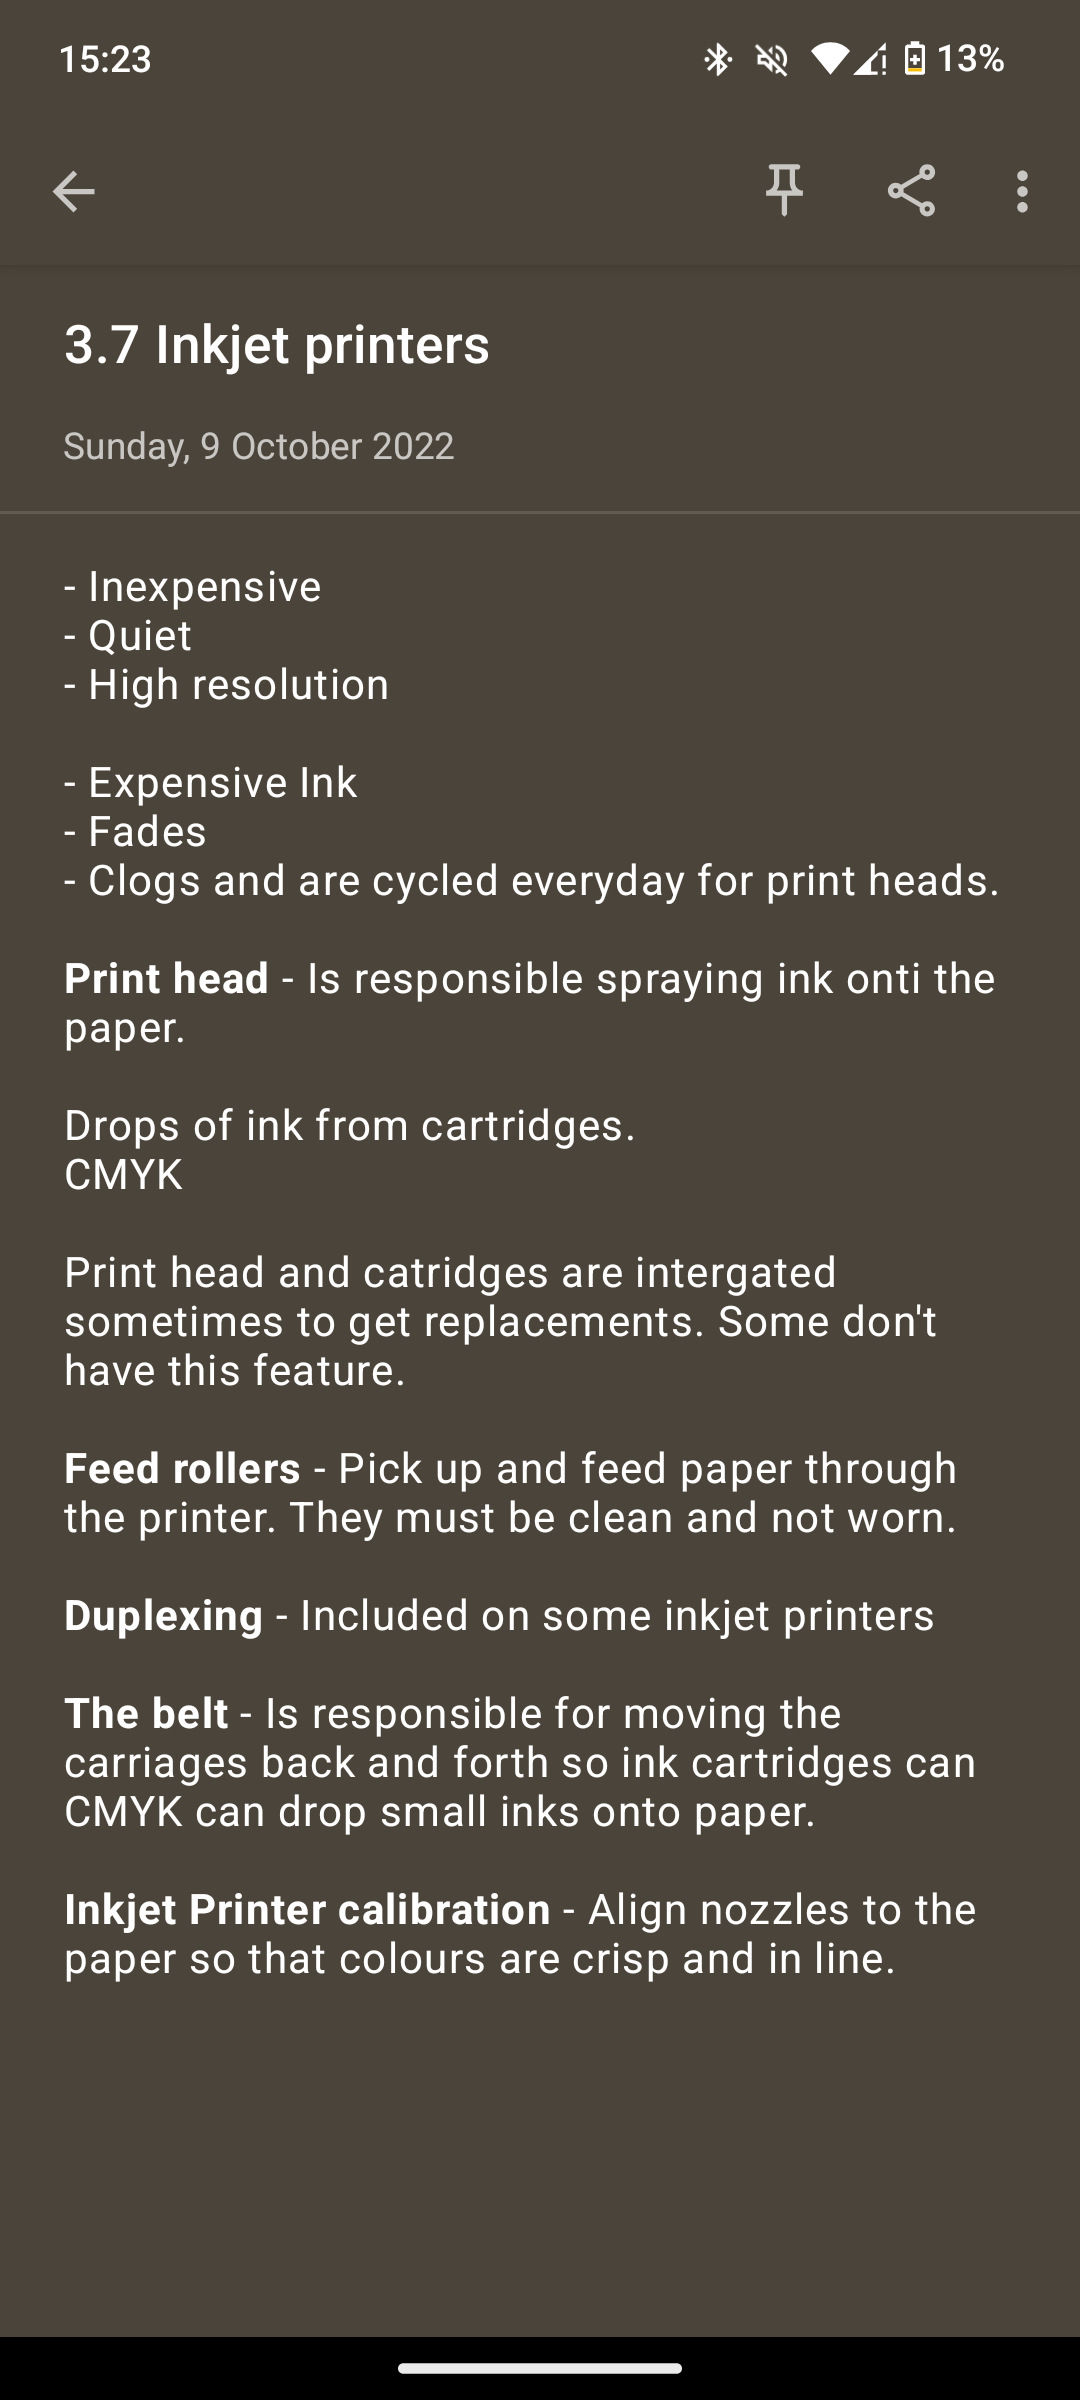 15:23
13%
3.7 Inkjet printers
Sunday, 9 October 2022
- Inexpensive
- Quiet
- High resolution
- Expensive Ink
- Fades
- Clogs and are cycled everyday for print heads.
Print head - Is responsible spraying ink onti the
paper.
Drops of ink from cartridges.
CMYK
Print head and catridges are intergated
sometimes to get replacements. Some don't
have this feature.
Feed rollers - Pick up and feed paper through
the printer. They must be clean and not worn.
Duplexing - Included on some inkjet printers
The belt - Is responsible for moving the
carriages back and forth so ink cartridges can
CMYK can drop small inks onto paper.
Inkjet Printer calibration - Align nozzles to the
paper so that colours are crisp and in line.